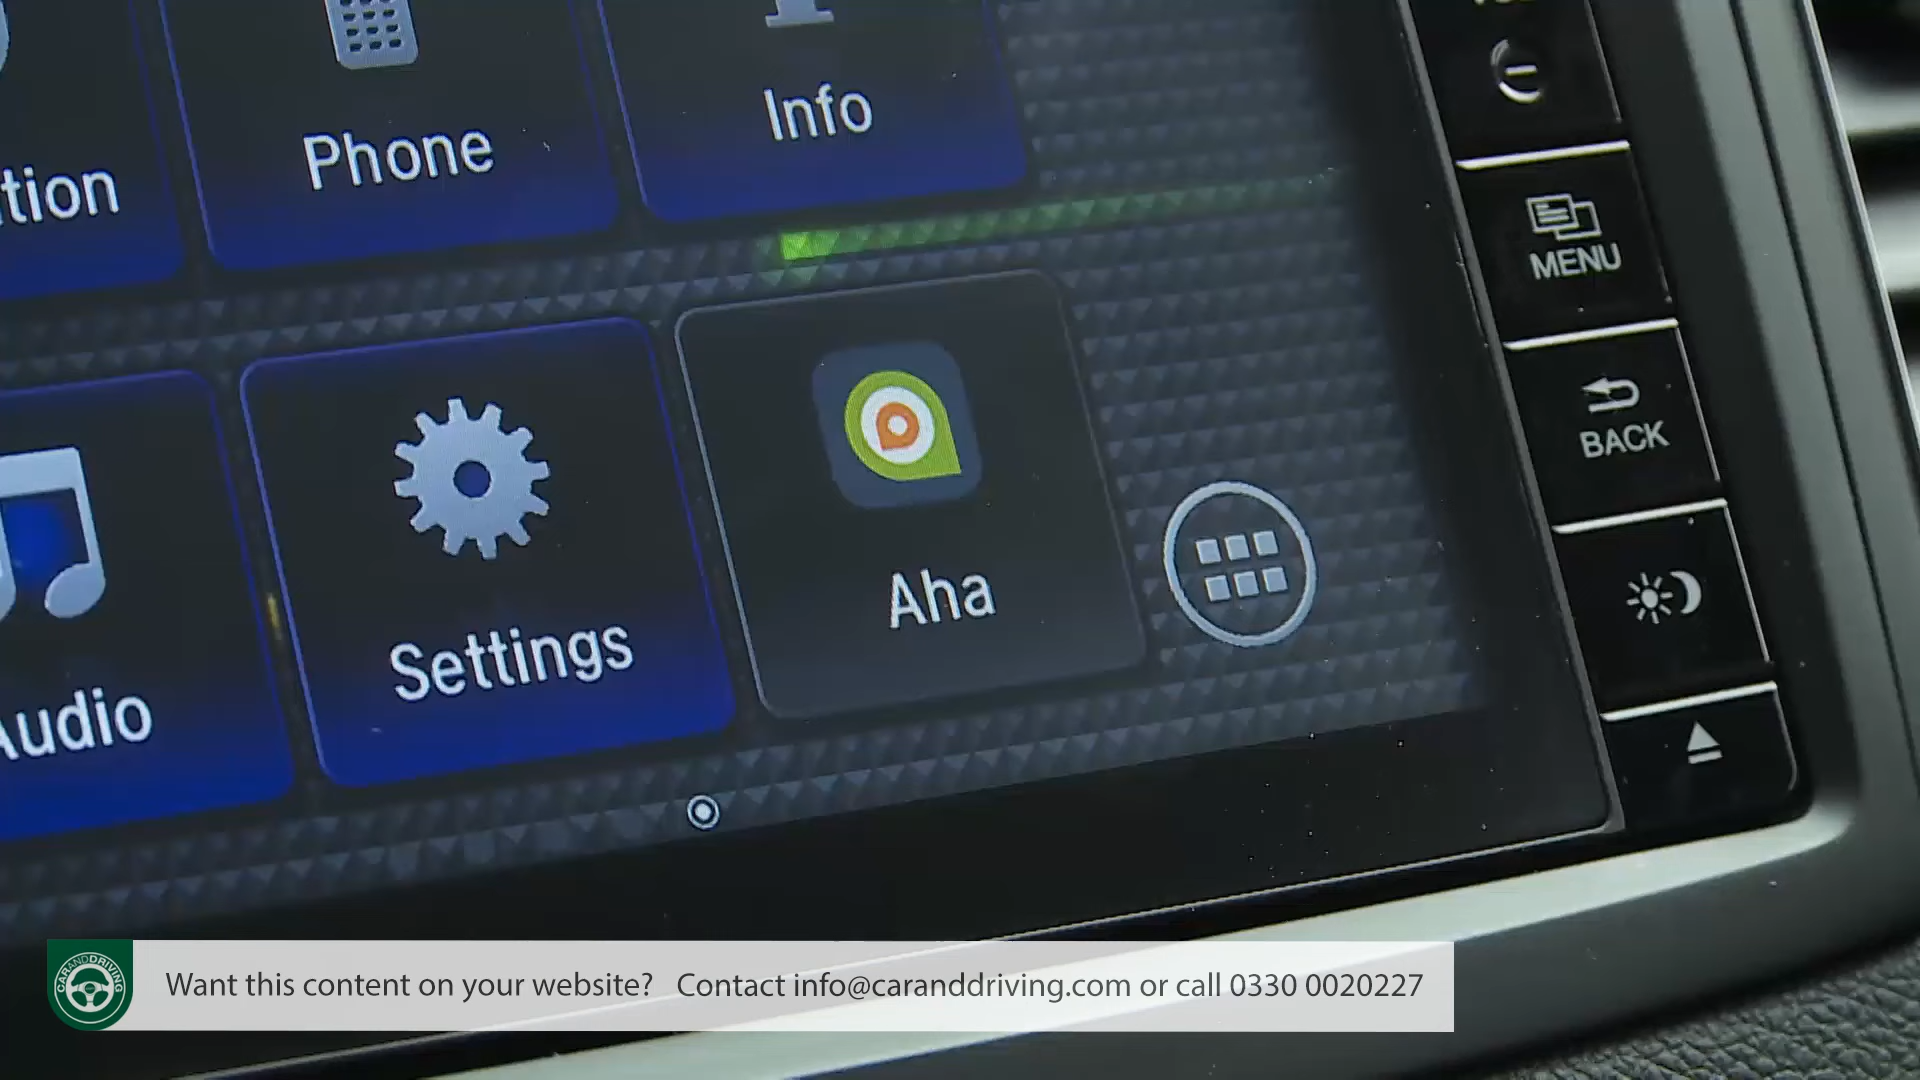 Phone
Info
MENU
BACK
Settings
Aha
Audio
CARANDDRIVING
Want this content on your website? Contact info@caranddriving.com or call 0330 0020227